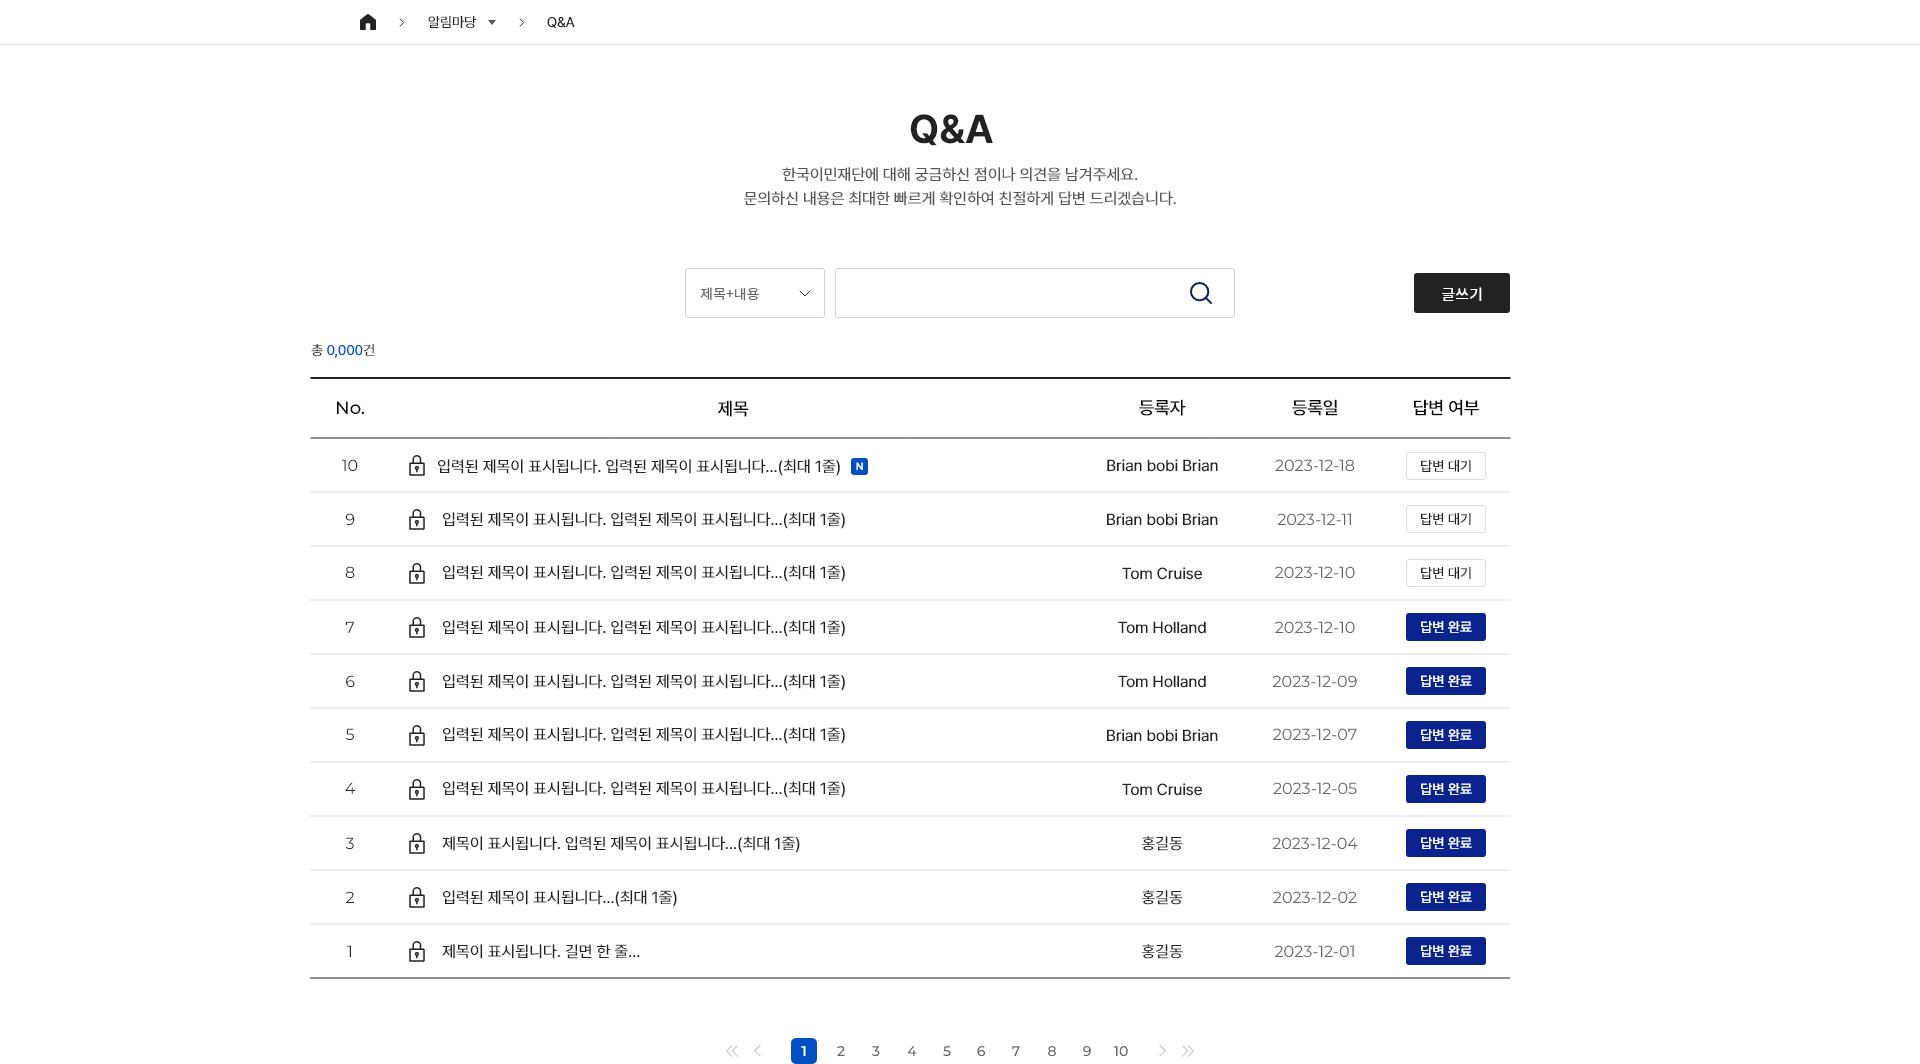 알림마당
Q&A
Q&A
한국이민재단에 대해 궁금하신 점이나 의견을 남겨주세요.
문의하신 내용은 최대한 빠르게 확인하여 친절하게 답변 드리겠습니다.
제목+내용
글쓰기
총 0,000건
No. 제목 등록자 등록일 답변 여부
10 입력된 제목이 표시됩니다. 입력된 제목이 표시됩니다...(최대 1줄) N Brian bobi Brian 2023-12-18 답변 대기
9 입력된 제목이 표시됩니다. 입력된 제목이 표시됩니다...(최대 1줄) Brian bobi Brian 2023-12-11 답변 대기
8 입력된 제목이 표시됩니다. 입력된 제목이 표시됩니다...(최대 1줄) Tom Cruise 2023-12-10 답변 대기
7 입력된 제목이 표시됩니다. 입력된 제목이 표시됩니다...(최대 1줄) Tom Holland 2023-12-10 답변 완료
6 입력된 제목이 표시됩니다. 입력된 제목이 표시됩니다...(최대 1줄) Tom Holland 2023-12-09 답변 완료
5 입력된 제목이 표시됩니다. 입력된 제목이 표시됩니다...(최대 1줄) Brian bobi Brian 2023-12-07 답변 완료
4 입력된 제목이 표시됩니다. 입력된 제목이 표시됩니다...(최대 1줄) Tom Cruise 2023-12-05 답변 완료
3 제목이 표시됩니다. 입력된 제목이 표시됩니다...(최대 1줄) 홍길동 2023-12-04 답변 완료
2 입력된 제목이 표시됩니다...(최대 1줄) 홍길동 2023-12-02 답변 완료
1 제목이 표시됩니다. 길면 한 줄... 홍길동 2023-12-01 답변 완료
1 2 3 4 5 6 7 8 9 10